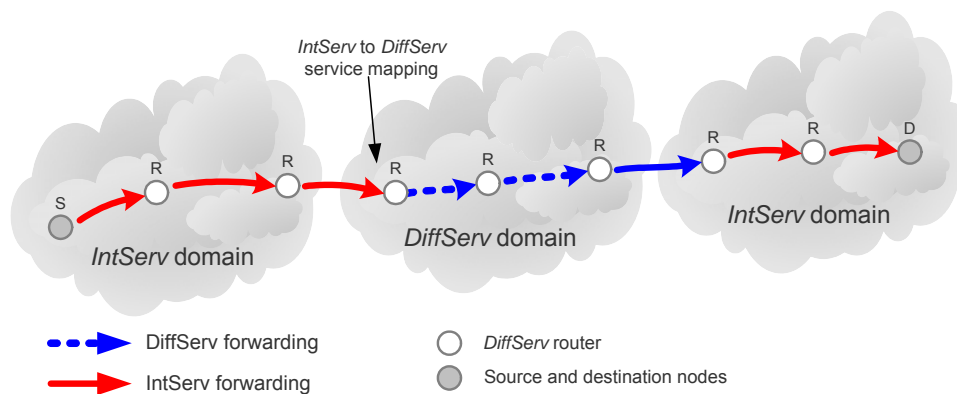 IntServ to DiffServ
service mapping
S
R
R
R
R
R
R
R
D
IntServ domain
DiffServ domain
IntServ domain
DiffServ forwarding
DiffServ router
IntServ forwarding
Source and destination nodes